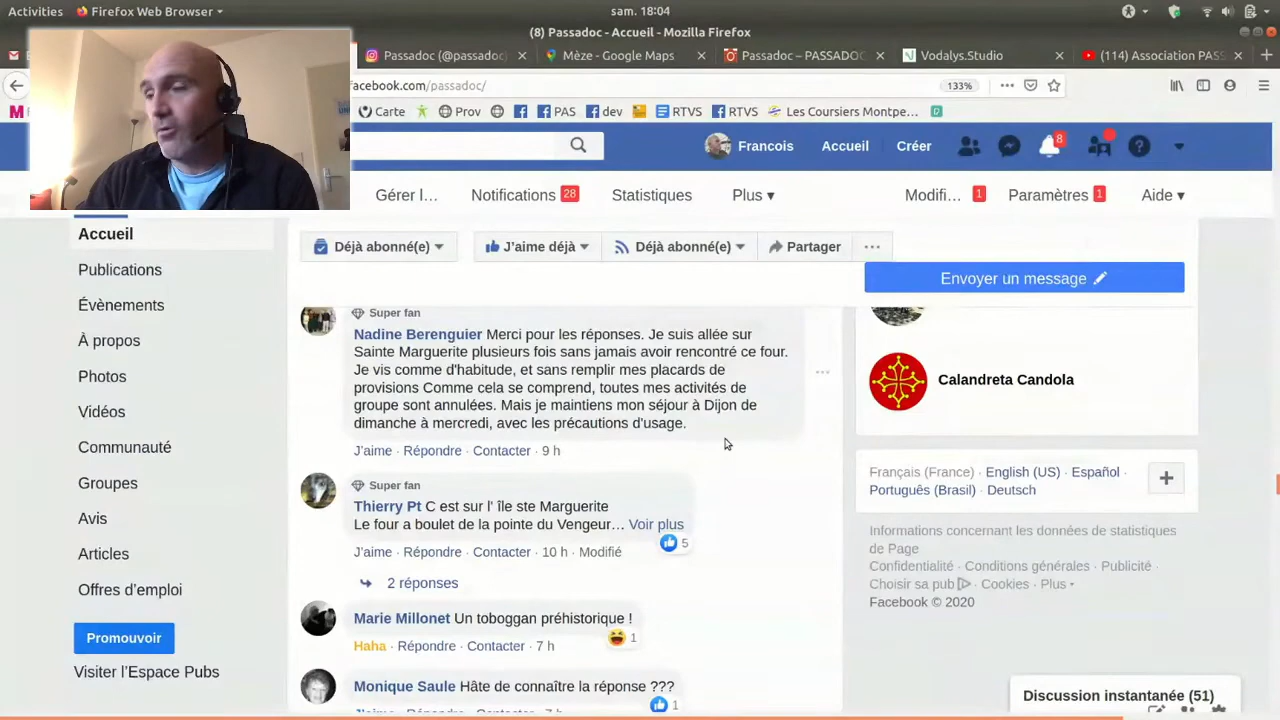 Activities Firefox Web Browser sam. 18:04
(8) Passadoc - Accueil - Mozilla Firefox
Passadoc (@passadoc Mèze - Google Maps Passadoc – PASSADOC Vodalys.Studio (114) Association PAS
facebook.com/passadoc/ 133%
Carte Prov PAS dev RTVS RTVS Les Coursiers Montpe…
Francois Accueil Créer 8
Gérer l… Notifications 28 Statistiques Plus Modifi… 1 Paramètres 1 Aide
Accueil
Publications
Évènements
À propos
Photos
Vidéos
Communauté
Groupes
Avis
Articles
Offres d'emploi
Promouvoir
Visiter l'Espace Pubs
Déjà abonné(e) J'aime déjà Déjà abonné(e) Partager ...
Envoyer un message
Super fan
Nadine Berenguier Merci pour les réponses. Je suis allée sur
Sainte Marguerite plusieurs fois sans jamais avoir rencontré ce four.
Je vis comme d'habitude, et sans remplir mes placards de
provisions Comme cela se comprend, toutes mes activités de
groupe sont annulées. Mais je maintiens mon séjour à Dijon de
dimanche à mercredi, avec les précautions d'usage.
J'aime · Répondre · Contacter · 9 h
Super fan
Thierry Pt C est sur l' île ste Marguerite
Le four a boulet de la pointe du Vengeur… Voir plus
5
J'aime · Répondre · Contacter · 10 h · Modifié
2 réponses
Marie Millonet Un toboggan préhistorique !
1
Haha · Répondre · Contacter · 7 h
Monique Saule Hâte de connaître la réponse ???
1
Calandreta Candola
Français (France) · English (US) · Español ·
Português (Brasil) · Deutsch
Informations concernant les données de statistiques
de Page
Confidentialité · Conditions générales · Publicité ·
Choisir sa pub · Cookies · Plus
Facebook © 2020
Discussion instantanée (51)